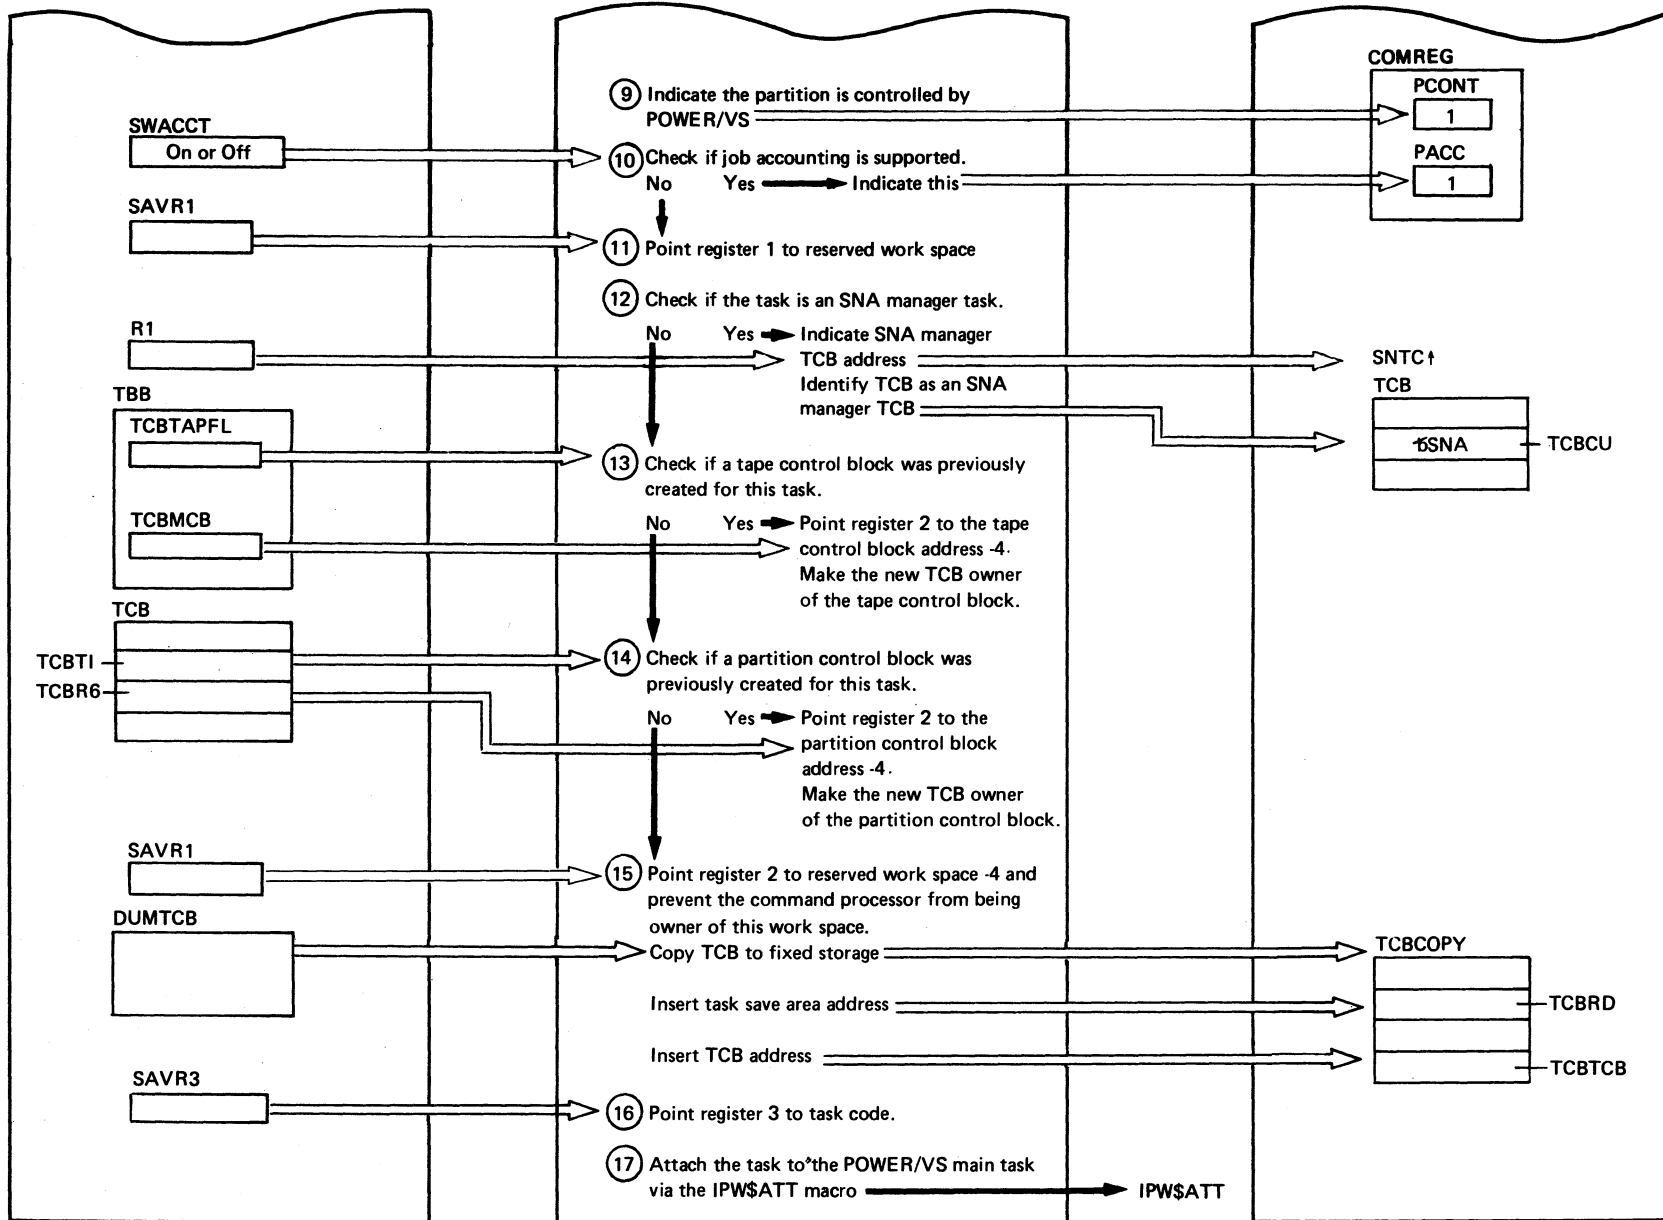 COMREG
PCONT
1
PACC
1
9 Indicate the partition is controlled by
POWER/VS
SWACCT
On or Off
10 Check if job accounting is supported.
No Yes Indicate this
SAVR1
11 Point register 1 to reserved work space
12 Check if the task is an SNA manager task.
R1
No Yes Indicate SNA manager
TCB address
Identify TCB as an SNA
manager TCB
SNTC
TCB
SNA
TCBCU
TBB
TCBTAPFL
13 Check if a tape control block was previously
created for this task.
TCBMCB
No Yes Point register 2 to the tape
control block address -4.
Make the new TCB owner
of the tape control block.
TCB
TCBTI
TCBR6
14 Check if a partition control block was
previously created for this task.
No Yes Point register 2 to the
partition control block
address -4.
Make the new TCB owner
of the partition control block.
SAVR1
15 Point register 2 to reserved work space -4 and
prevent the command processor from being
owner of this work space.
DUMTCB
Copy TCB to fixed storage
TCBCOPY
Insert task save area address
TCBRD
Insert TCB address
TCBTCB
SAVR3
16 Point register 3 to task code.
17 Attach the task to the POWER/VS main task
via the IPW$ATT macro IPW$ATT